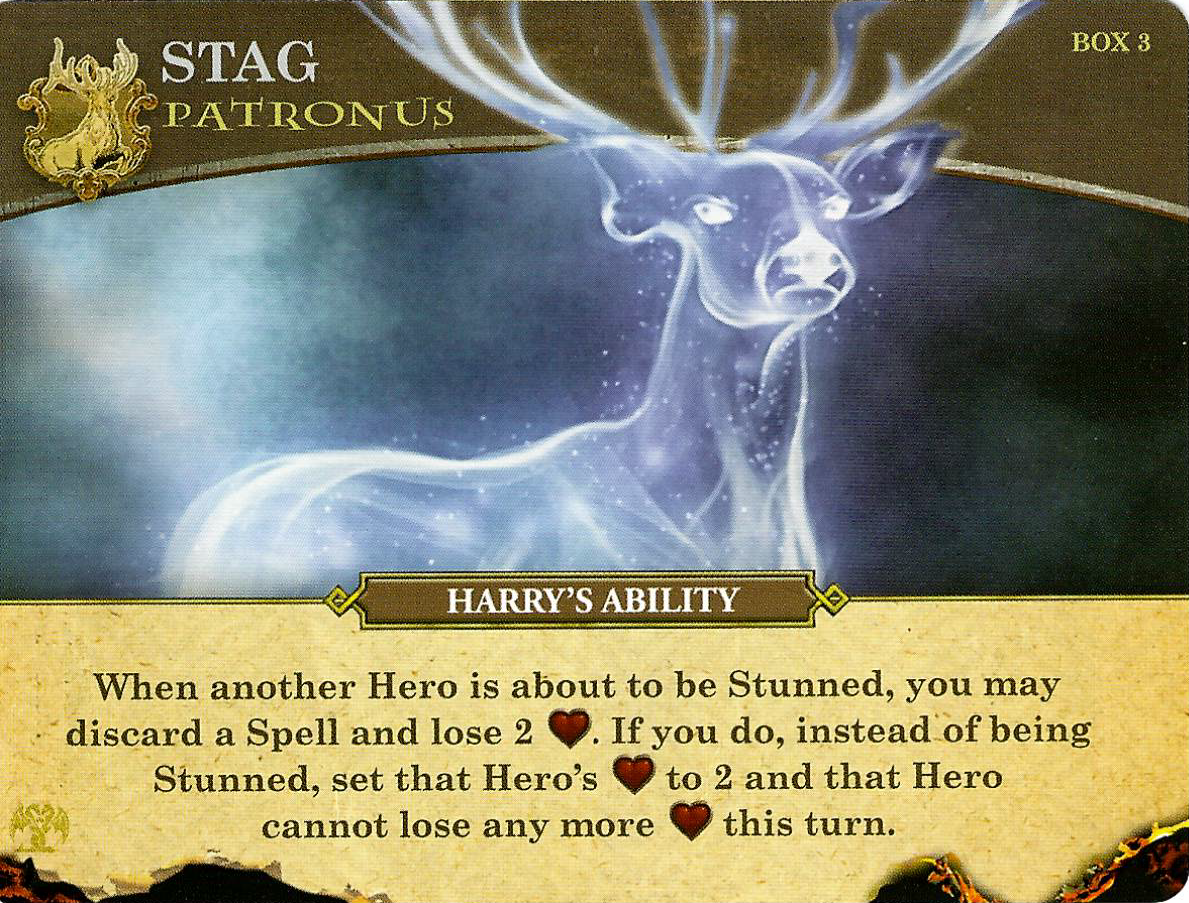 STAG
PATRONUS
BOX 3
HARRY'S ABILITY
When another Hero is about to be Stunned, you may
discard a Spell and lose 2 ❤. If you do, instead of being
Stunned, set that Hero's ❤ to 2 and that Hero
cannot lose any more ❤ this turn.